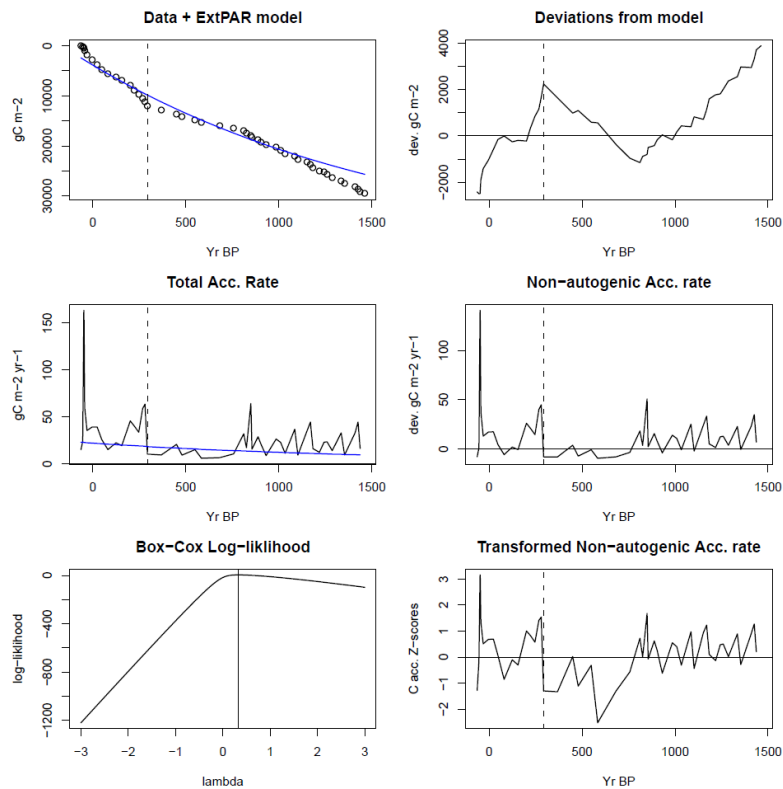 Data + ExtPAR model
gC m−2
0
10000
20000
30000
0 500 1000 1500
Yr BP
Deviations from model
dev. gC m−2
4000
2000
0
−2000
0 500 1000 1500
Yr BP
Total Acc. Rate
gC m−2 yr−1
150
100
50
0
0 500 1000 1500
Yr BP
Non−autogenic Acc. rate
dev. gC m−2 yr−1
100
50
0
0 500 1000 1500
Yr BP
Box−Cox Log−liklihood
log−liklihood
0
−400
−800
−1200
−3 −2 −1 0 1 2 3
lambda
Transformed Non−autogenic Acc. rate
C acc. Z−scores
3
2
1
0
−1
−2
0 500 1000 1500
Yr BP